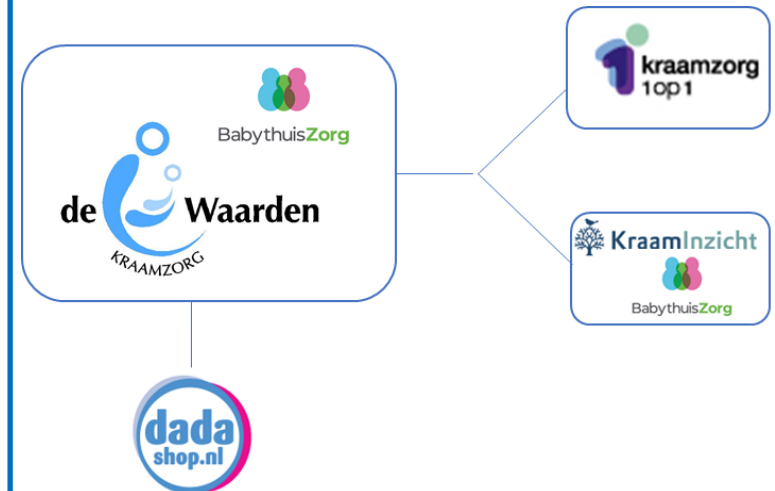 BabythuisZorg
de Waarden
KRAAMZORG
dada
shop.nl
kraamzorg
1op1
KraamInzicht
BabythuisZorg